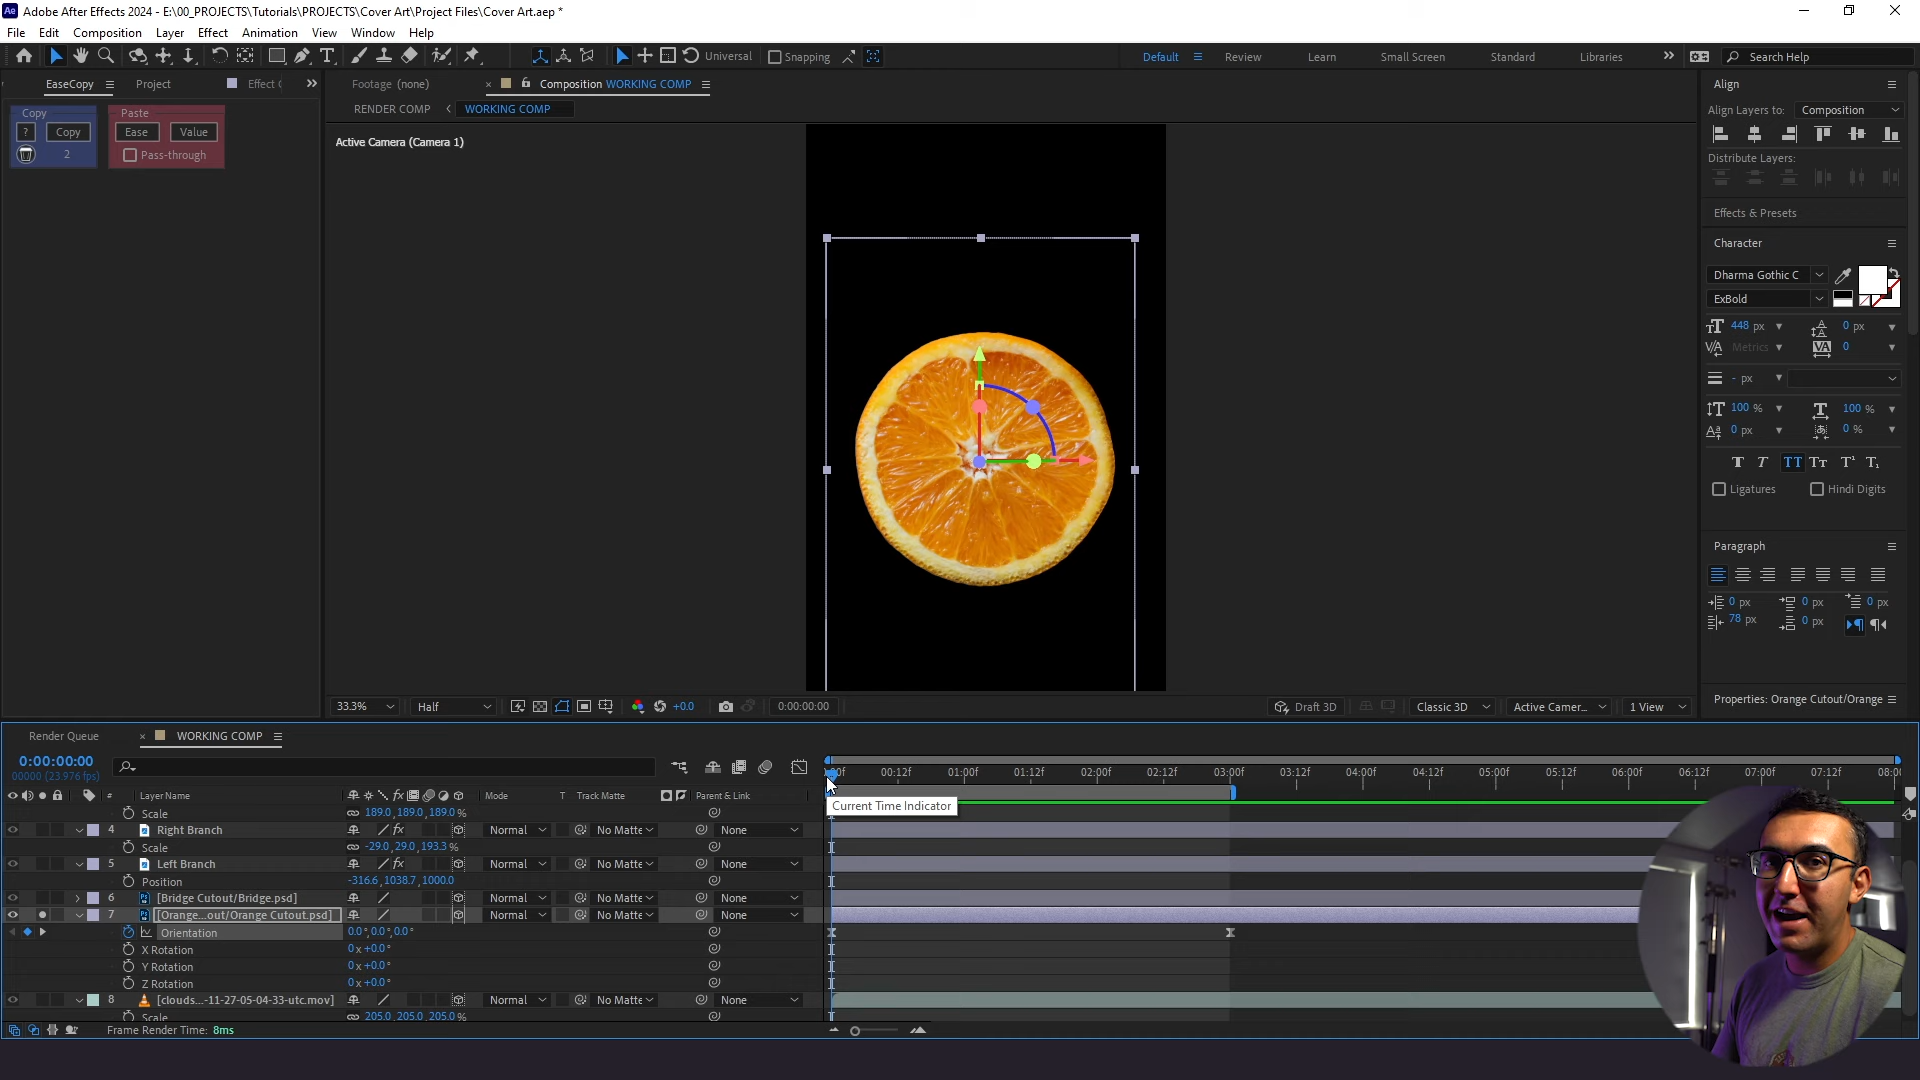 Adobe After Effects 2024 - E:\00_PROJECTS\Tutorials\PROJECTS\Cover Art\Project Files\Cover Art.aep *
File Edit Composition Layer Effect Animation View Window Help
Universal Snapping Default Review Learn Small Screen Standard Libraries Search Help
EaseCopy Project Effect Footage (none) Composition WORKING COMP Align
Copy Paste RENDER COMP WORKING COMP Align Layers to: Composition
? Copy Ease Value
2 Pass-through Active Camera (Camera 1) Distribute Layers:
Effects & Presets
Character
Dharma Gothic C
ExBold
448 px 0 px
Metrics 0
- px
100 % 100 %
0 px 0 %
Ligatures Hindi Digits
Paragraph
0 px 0 px 0 px
78 px 0 px
33.3% Half +0.0 0:00:00:00 Draft 3D Classic 3D Active Camer... 1 View Properties: Orange Cutout/Orange
Render Queue WORKING COMP
0:00:00:00
00000 (23.976 fps)
00:12f 01:00f 01:12f 02:00f 02:12f 03:00f 03:12f 04:00f 04:12f 05:00f 05:12f 06:00f 06:12f 07:00f 07:12f 08:0
# Layer Name Mode T Track Matte Parent & Link Current Time Indicator
Scale 189.0, 189.0, 189.0 %
4 Right Branch Normal No Matte None
Scale -29.0, 29.0, 193.3 %
5 Left Branch Normal No Matte None
Position -316.6, 1038.7, 1000.0
6 [Bridge Cutout/Bridge.psd] Normal No Matte None
7 [Orange...out/Orange Cutout.psd] Normal No Matte None
Orientation 0.0°, 0.0°, 0.0°
X Rotation 0x+0.0°
Y Rotation 0x+0.0°
Z Rotation 0x+0.0°
8 [clouds...-11-27-05-04-33-utc.mov] Normal No Matte None
Scale 205.0, 205.0, 205.0 %
Frame Render Time: 8ms